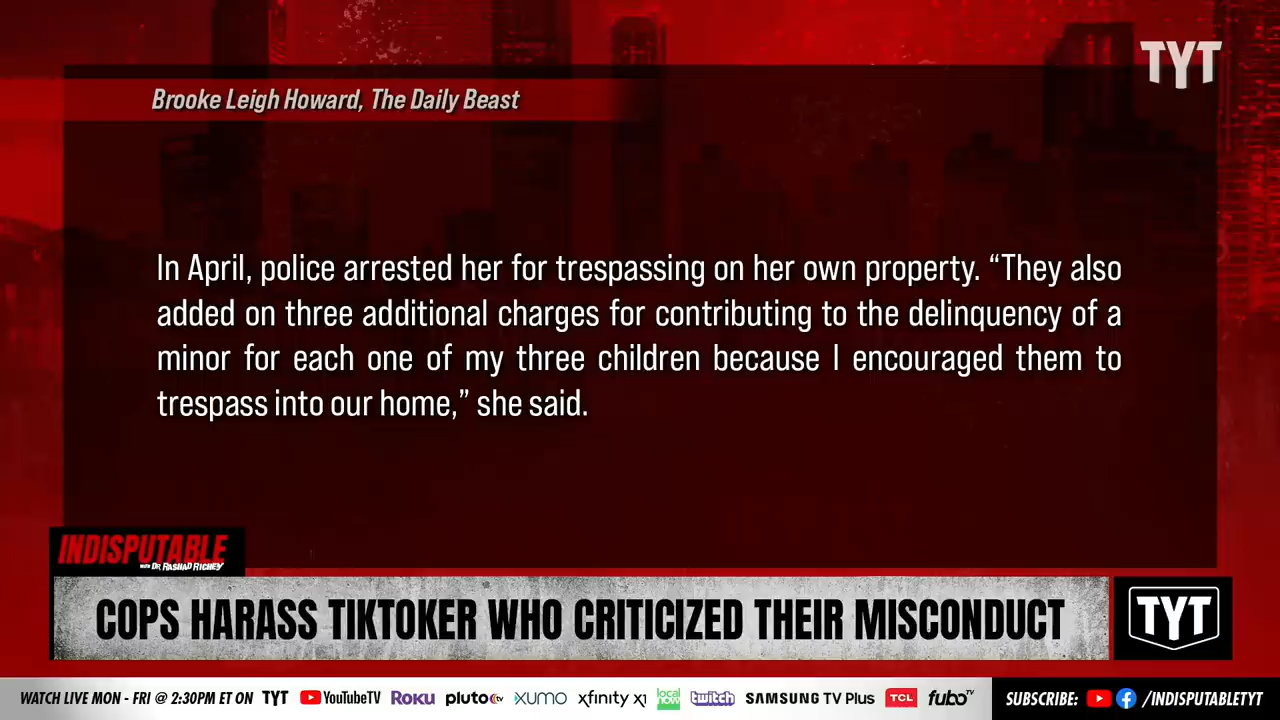 TYT
Brooke Leigh Howard, The Daily Beast
In April, police arrested her for trespassing on her own property. “They also
added on three additional charges for contributing to the delinquency of a
minor for each one of my three children because I encouraged them to
trespass into our home,” she said.
INDISPUTABLE
WITH DR. RASHAD RICHEY
COPS HARASS TIKTOKER WHO CRITICIZED THEIR MISCONDUCT
TYT
WATCH LIVE MON - FRI @ 2:30PM ET ON TYT YouTubeTV ROKU pluto tv XUMO xfinity x1 local now twitch SAMSUNG TV Plus TCL fubo TV SUBSCRIBE: /INDISPUTABLETYT